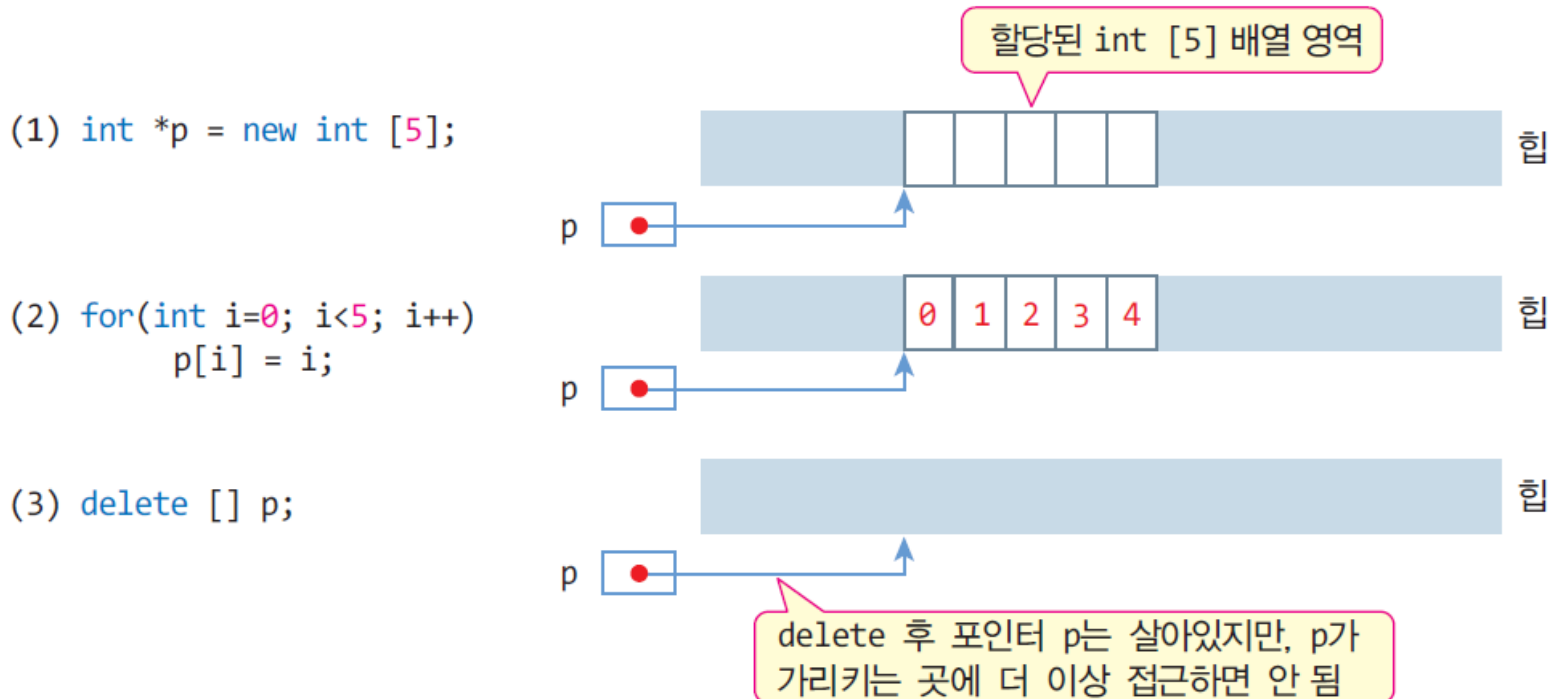 할당된 int [5] 배열 영역
(1) int *p = new int [5];
힙
p
(2) for(int i=0; i<5; i++)
p[i] = i;
0 1 2 3 4
힙
p
(3) delete [] p;
힙
p
delete 후 포인터 p는 살아있지만, p가
가리키는 곳에 더 이상 접근하면 안 됨